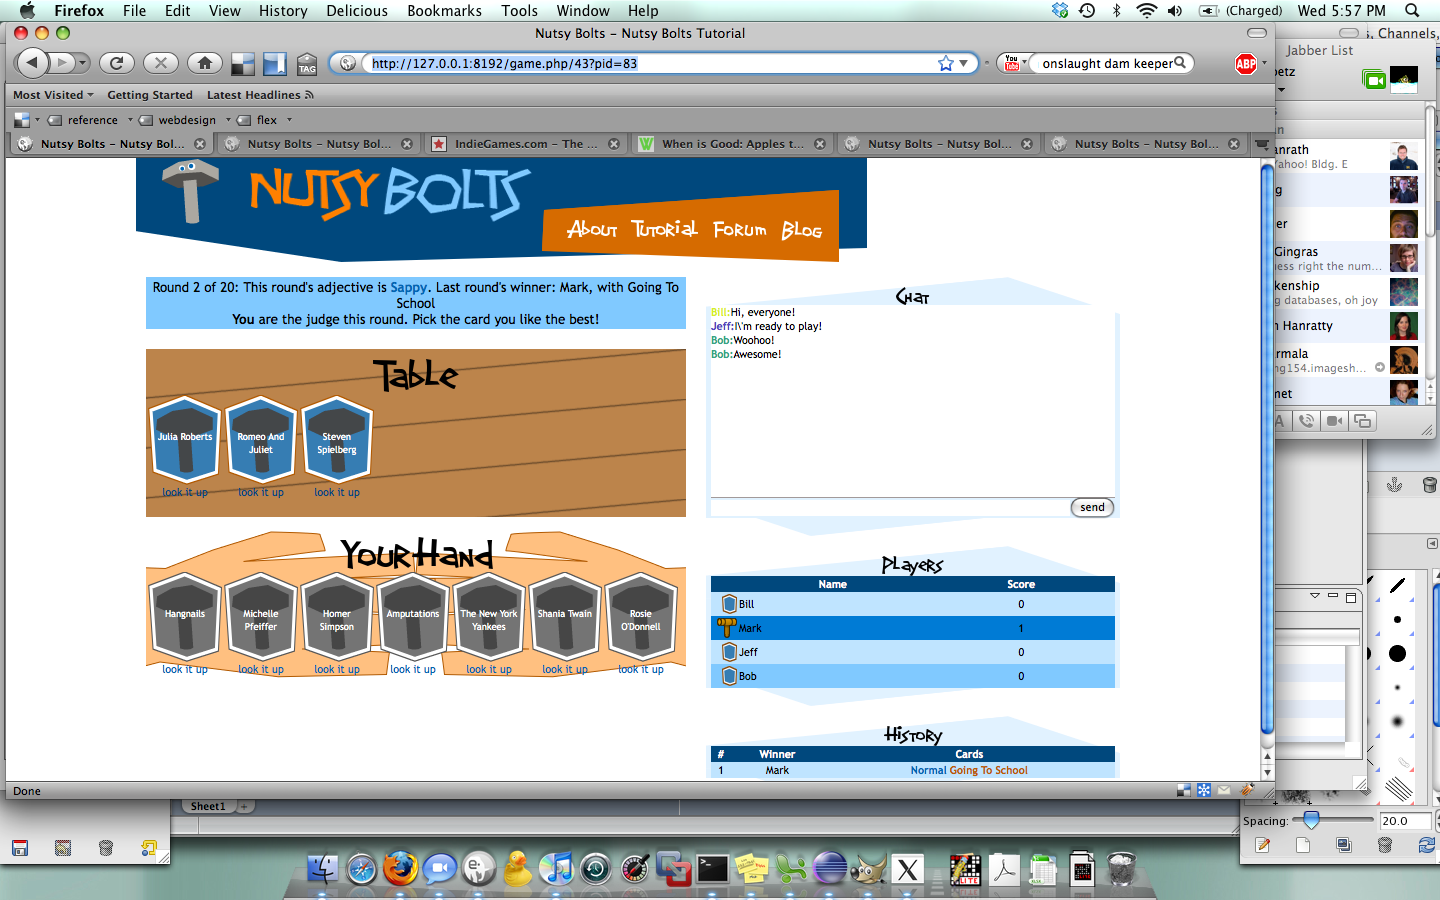 Firefox File Edit View History Delicious Bookmarks Tools Window Help (Charged) Wed 5:57 PM
Nutsy Bolts – Nutsy Bolts Tutorial
http://127.0.0.1:8192/game.php/43?pid=83
You Tube onslaught dam keeper
ABP
TAG
Most Visited Getting Started Latest Headlines
reference webdesign flex
Nutsy Bolts – Nutsy Bol... Nutsy Bolts – Nutsy Bol... IndieGames.com – The ... When is Good: Apples t... Nutsy Bolts – Nutsy Bo... Nutsy Bolts – Nutsy Bo...
NUTSY BOLTS
About Tutorial Forum Blog
Round 2 of 20: This round's adjective is Sappy. Last round's winner: Mark, with Going To
School
You are the judge this round. Pick the card you like the best!
Table
Julia Roberts
Romeo And
Juliet
Steven
Spielberg
look it up look it up look it up
Your Hand
Hangnails
Michelle
Pfeiffer
Homer
Simpson
Amputations
The New York
Yankees
Shania Twain
Rosie
O'Donnell
look it up look it up look it up look it up look it up look it up look it up
Chat
Bill:Hi, everyone!
Jeff:I\'m ready to play!
Bob:Woohoo!
Bob:Awesome!
send
Players
Name Score
Bill 0
Mark 1
Jeff 0
Bob 0
History
# Winner Cards
1 Mark Normal Going To School
Done
Sheet1
s, Channels,
Jabber List
etz
an
anrath
Yahoo! Bldg. E
g
er
Gingras
ess right the num...
kenship
g databases, oh joy
n Hanratty
armala
ng154.imagesh...
met
A
Spacing: 20.0
LITE